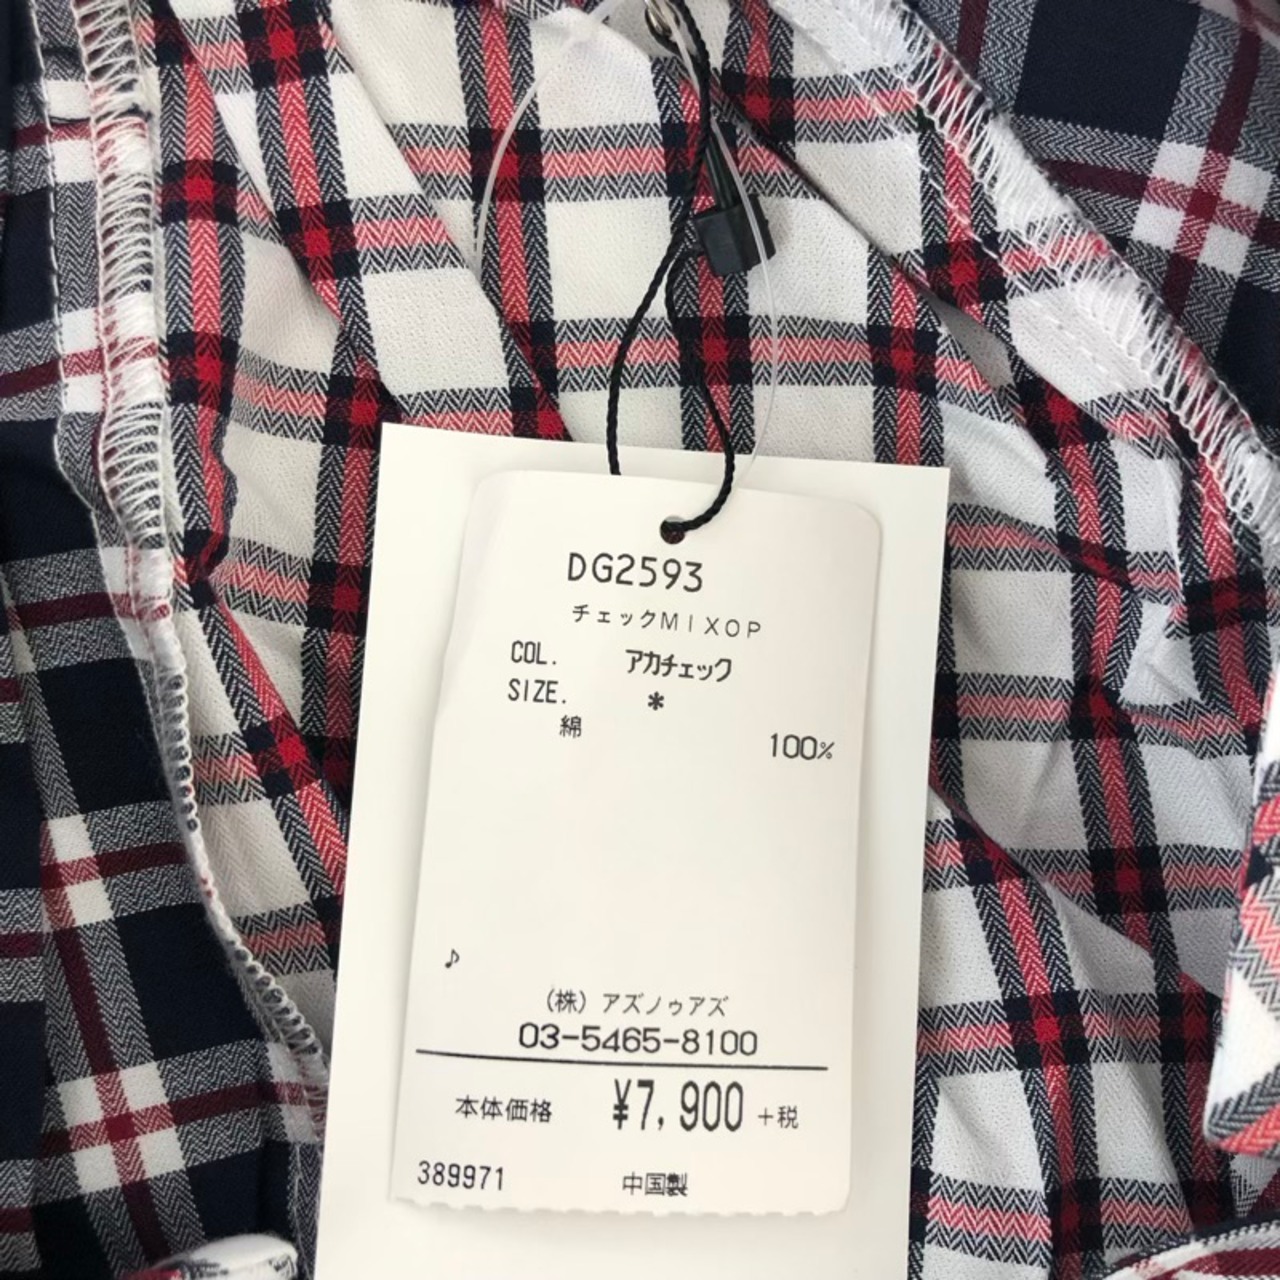 DG2593
チェックMIXOP
COL. アカチェック
SIZE. *
綿 100%
♪
(株) アズノゥアズ
03-5465-8100
本体価格 ¥7,900 +税
389971 中国製